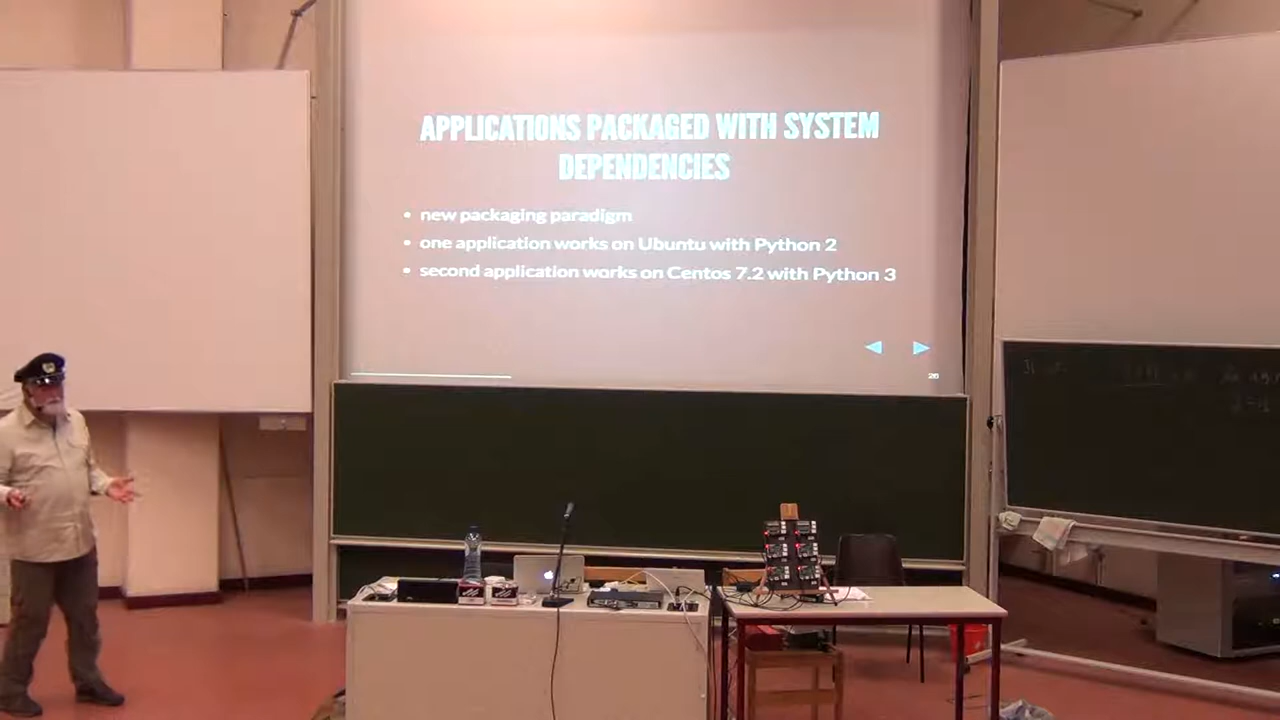 APPLICATIONS PACKAGED WITH SYSTEM
DEPENDENCIES
• new packaging paradigm
• one application works on Ubuntu with Python 2
• second application works on Centos 7.2 with Python 3
26